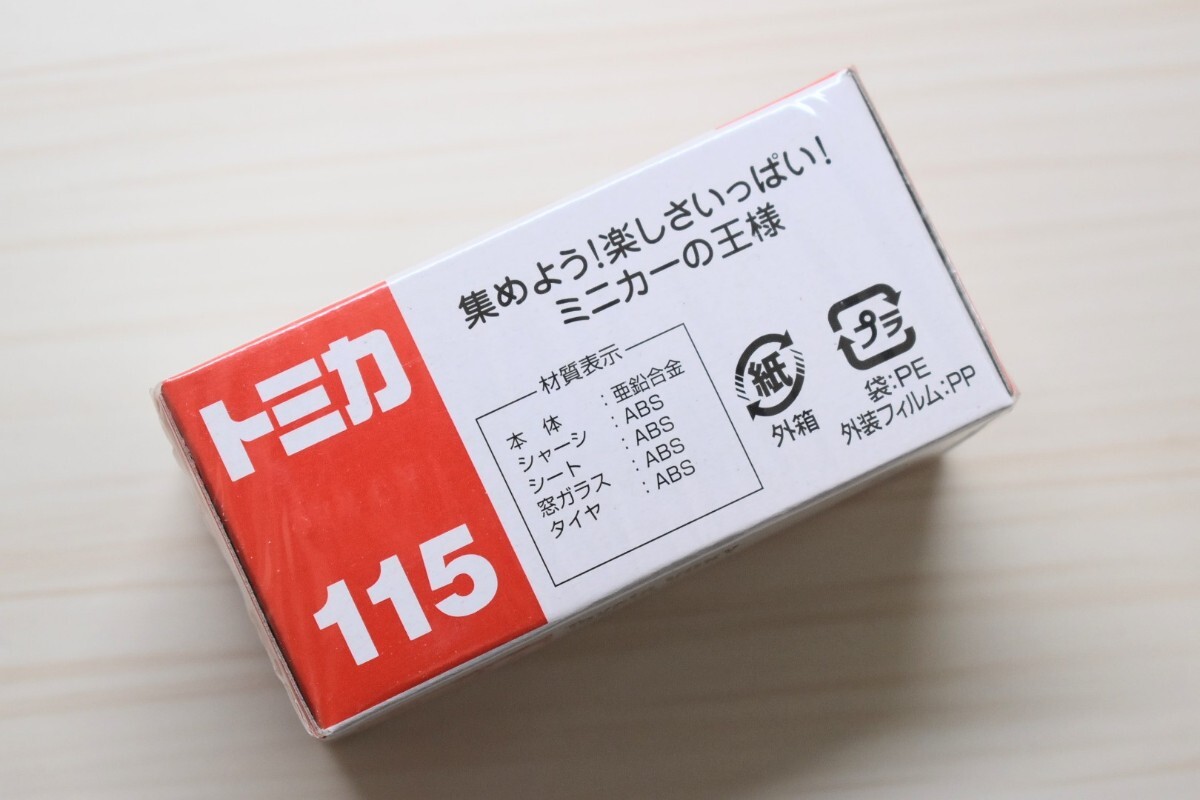 トミカ
115
集めよう!楽しさいっぱい!
ミニカーの王様
材質表示
本体 :亜鉛合金
シャーシ :ABS
シート :ABS
窓ガラス :ABS
タイヤ :ABS
紙
外箱
プラ
袋:PE
外装フィルム:PP